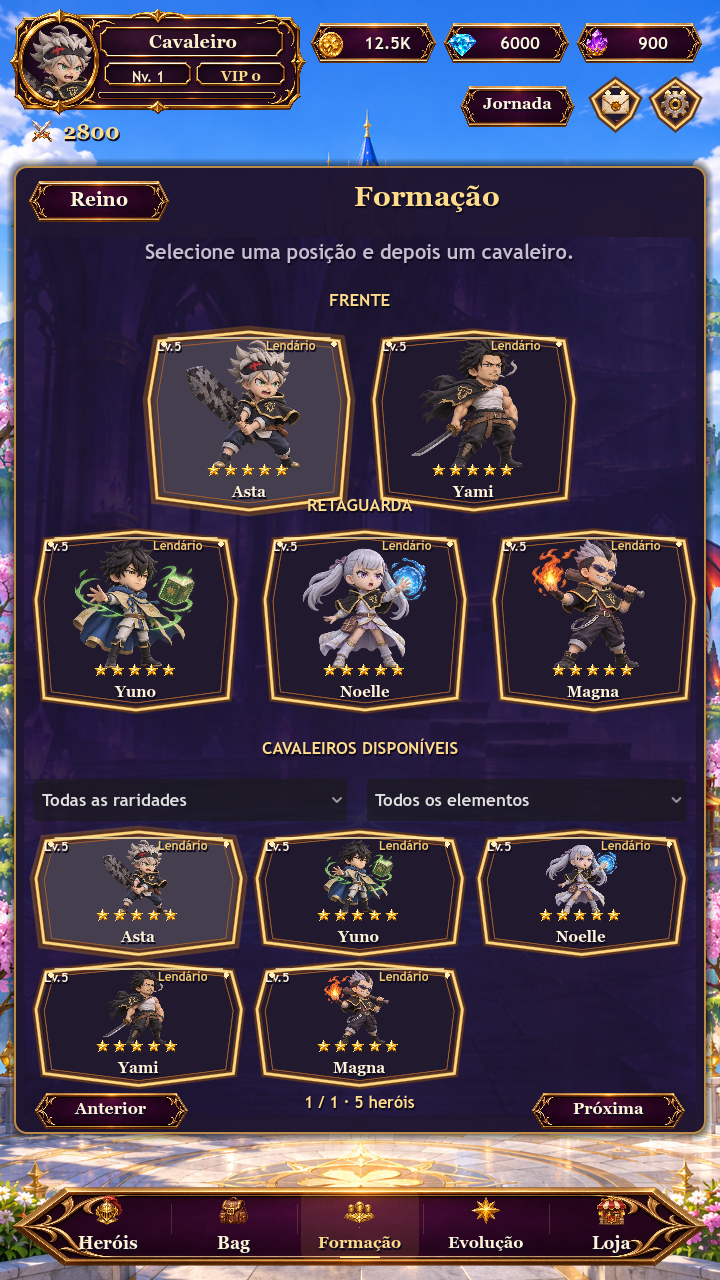 Cavaleiro
Nv. 1
VIP 0
12.5K
6000
900
2800
Jornada
Reino
Formação
Selecione uma posição e depois um cavaleiro.
FRENTE
Lv.5 Lendário
Asta
Lv.5 Lendário
Yami
RETAGUARDA
Lv.5 Lendário
Yuno
Lv.5 Lendário
Noelle
Lv.5 Lendário
Magna
CAVALEIROS DISPONÍVEIS
Todas as raridades
Todos os elementos
Lv.5 Lendário
Asta
Lv.5 Lendário
Yuno
Lv.5 Lendário
Noelle
Lv.5 Lendário
Yami
Lv.5 Lendário
Magna
Anterior
1 / 1 · 5 heróis
Próxima
Heróis
Bag
Formação
Evolução
Loja